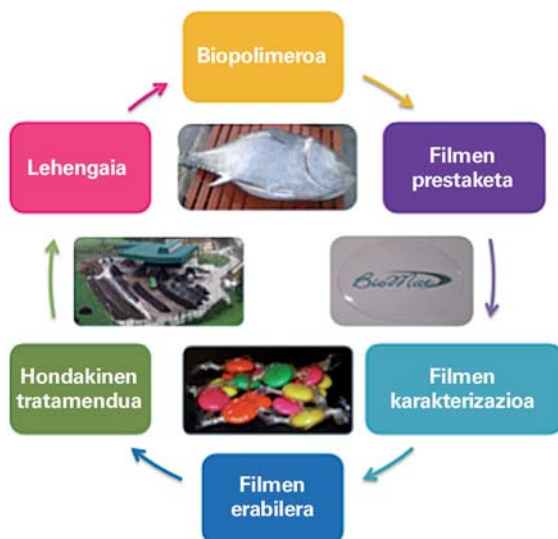 Biopolimeroa
Lehengaia
Filmen
prestaketa
BioMat
Hondakinen
tratamendua
Filmen
karakterizazioa
Filmen
erabilera